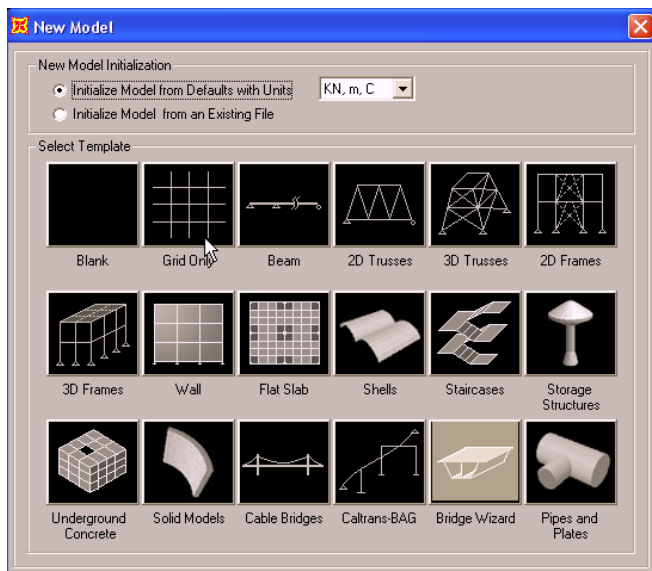 New Model
New Model Initialization
Initialize Model from Defaults with Units
KN, m, C
Initialize Model from an Existing File
Select Template
Blank
Grid Only
Beam
2D Trusses
3D Trusses
2D Frames
3D Frames
Wall
Flat Slab
Shells
Staircases
Storage
Structures
Underground
Concrete
Solid Models
Cable Bridges
Caltrans-BAG
Bridge Wizard
Pipes and
Plates